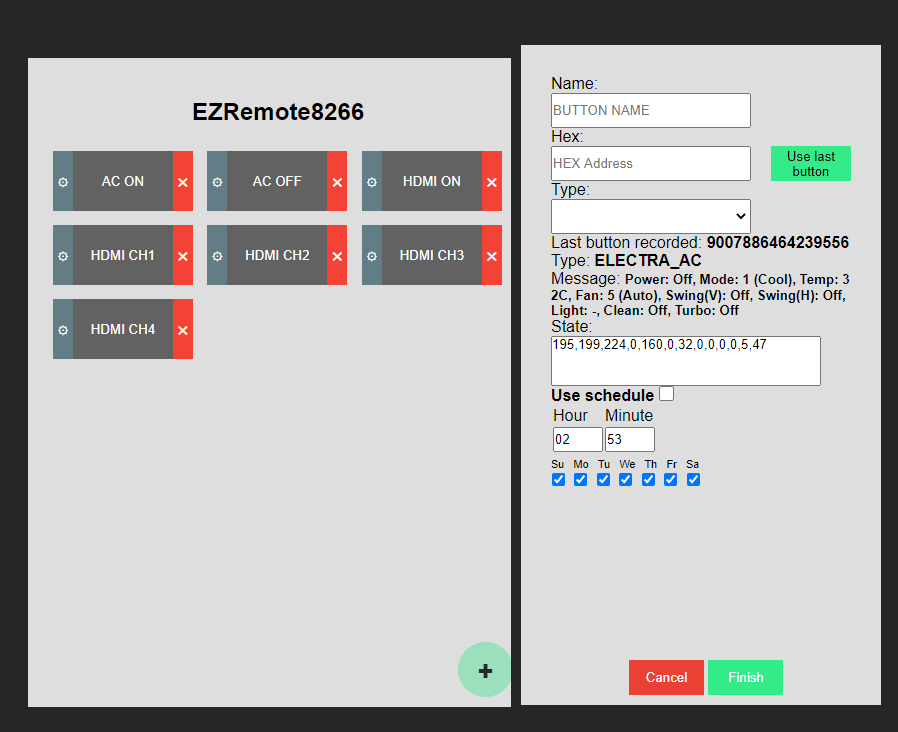 EZRemote8266
⚙ AC ON ✕ ⚙ AC OFF ✕ ⚙ HDMI ON ✕
⚙ HDMI CH1 ✕ ⚙ HDMI CH2 ✕ ⚙ HDMI CH3 ✕
⚙ HDMI CH4 ✕
+
Name:
BUTTON NAME
Hex:
HEX Address
Use last
button
Type:
Last button recorded: 9007886464239556
Type: ELECTRA_AC
Message: Power: Off, Mode: 1 (Cool), Temp: 3
2C, Fan: 5 (Auto), Swing(V): Off, Swing(H): Off,
Light: -, Clean: Off, Turbo: Off
State:
195,199,224,0,160,0,32,0,0,0,0,5,47
Use schedule
Hour Minute
02 53
Su Mo Tu We Th Fr Sa
Cancel Finish